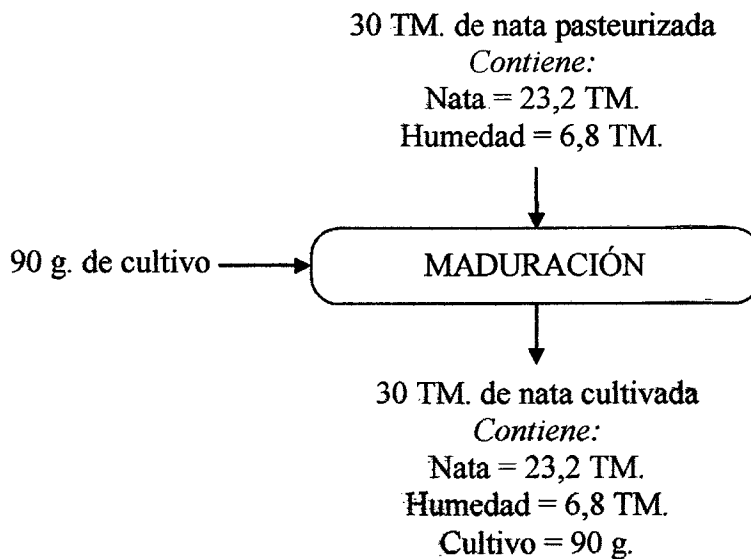 30 TM. de nata pasteurizada
Contiene:
Nata = 23,2 TM.
Humedad = 6,8 TM.
90 g. de cultivo
MADURACIÓN
30 TM. de nata cultivada
Contiene:
Nata = 23,2 TM.
Humedad = 6,8 TM.
Cultivo = 90 g.